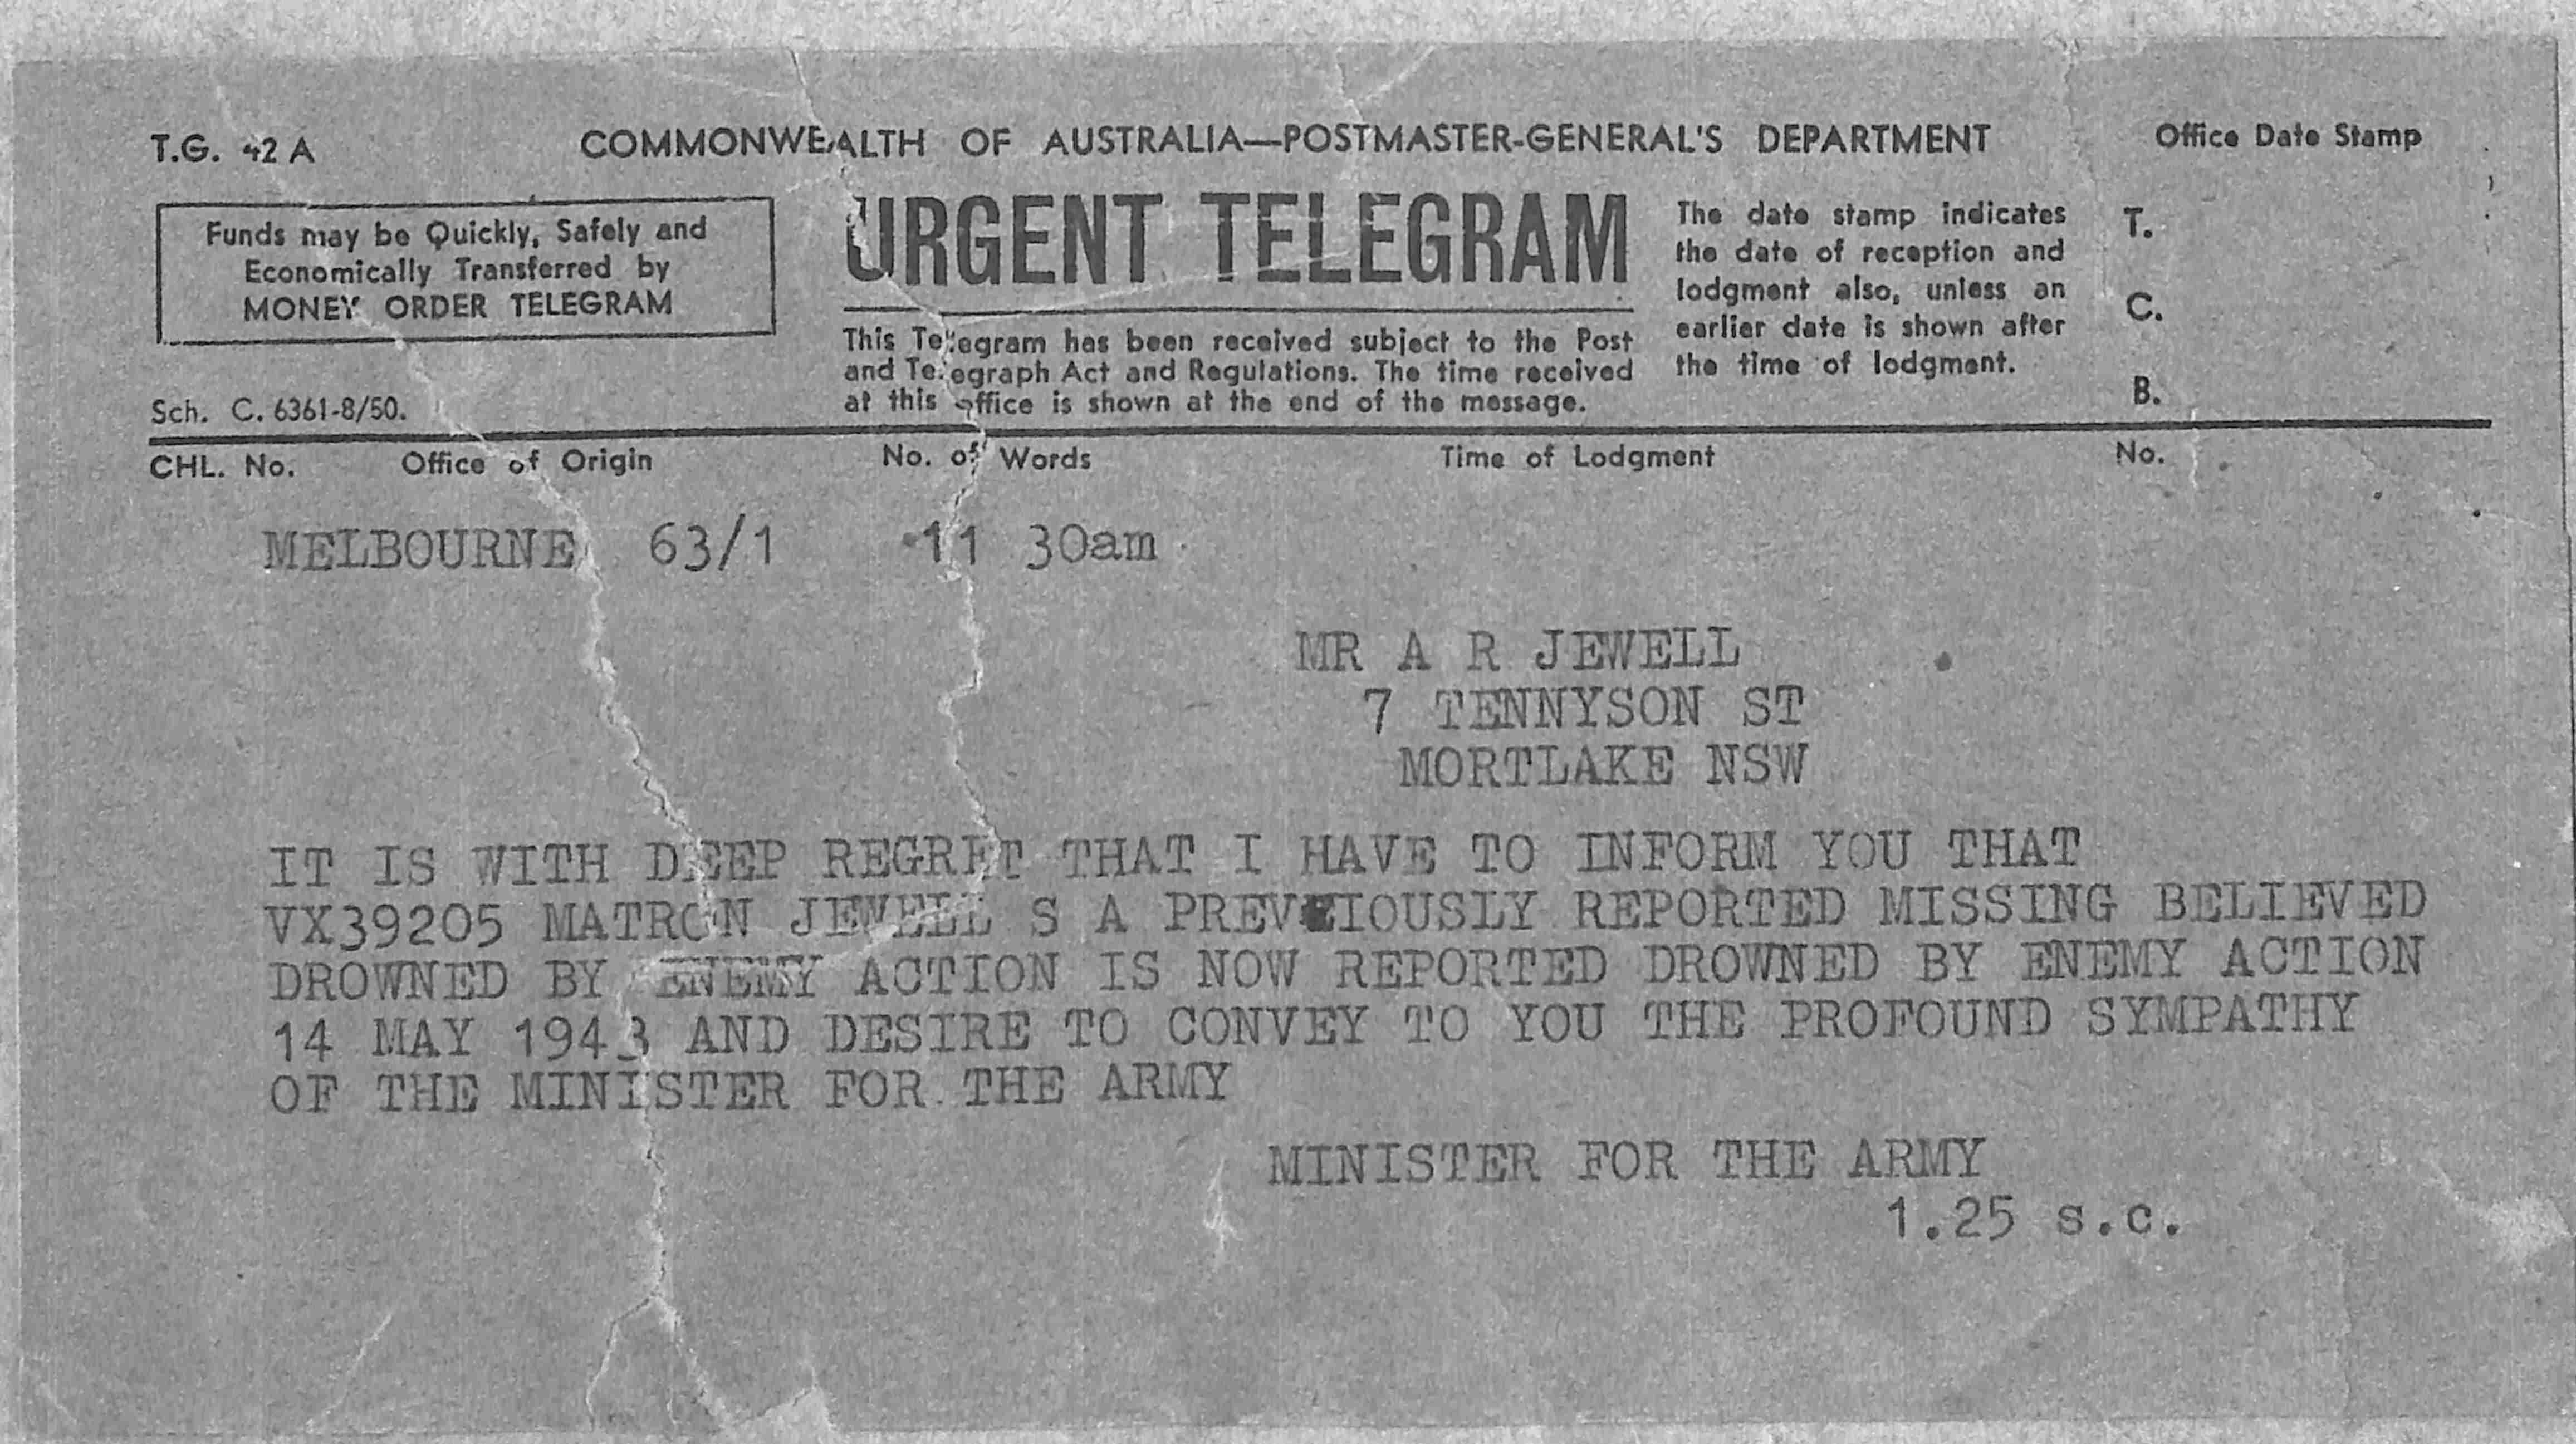 T.G. 42 A
COMMONWEALTH OF AUSTRALIA—POSTMASTER-GENERAL'S DEPARTMENT
Office Date Stamp
Funds may be Quickly, Safely and
Economically Transferred by
MONEY ORDER TELEGRAM
Sch. C. 6361-8/50.
URGENT TELEGRAM
This Telegram has been received subject to the Post
and Telegraph Act and Regulations. The time received
at this office is shown at the end of the message.
The date stamp indicates
the date of reception and
lodgment also, unless an
earlier date is shown after
the time of lodgment.
T.
C.
B.
CHL. No. Office of Origin No. of Words Time of Lodgment No.
MELBOURNE 63/1 11 30am
MR A R JEWELL
7 TENNYSON ST
MORTLAKE NSW
IT IS WITH DEEP REGRET THAT I HAVE TO INFORM YOU THAT
VX39205 MATRON JEWELL S A PREVIOUSLY REPORTED MISSING BELIEVED
DROWNED BY ENEMY ACTION IS NOW REPORTED DROWNED BY ENEMY ACTION
14 MAY 1943 AND DESIRE TO CONVEY TO YOU THE PROFOUND SYMPATHY
OF THE MINISTER FOR THE ARMY
MINISTER FOR THE ARMY
1.25 s.c.